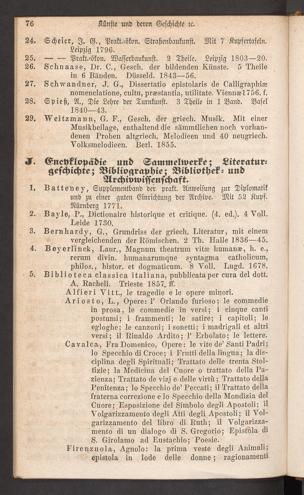 76 Künste und deren Geschichte ꝛc.
24. Scheier, J. G., Prakt.=ökon. Straßenbaukunst. Mit 7 Kupfertafeln.
Leipzig 1796.
25. — — Prakt.=ökon. Wasserbaukunst. 2 Theile. Leipzig 1803—20.
26. Schnaase, Dr. C., Gesch. der bildenden Künste. 5 Theile
in 6 Bänden. Düsseld. 1843—56.
27. Schwandner, J. G., Dissertatio epistolaris de Calligraphiae
nomenclatione, cultu, præstantia, utilitate. Viennæ 1756. f.
28. Spieß, A., Die Lehre der Turnkunst. 3 Theile in 1 Band. Basel
1840—43.
29. Weitzmann, G. F., Gesch. der griech. Musik. Mit einer
Musikbeilage, enthaltend die sämmtlichen noch vorhan-
denen Proben altgriech. Melodieen und 40 neugriech.
Volksmelodieen. Berl. 1855.
J. Encyklopädie und Sammelwerke; Literatur=
geschichte; Bibliographie; Bibliothek= und
Archivwissenschaft.
1. Batteney, Supplementband der prakt. Anweisung zur Diplomatik
und zu einer guten Einrichtung der Archive. Mit 52 Kupf.
Nürnberg 1771.
2. Bayle, P., Dictionaire historique et critique. (4. ed.). 4 Voll.
Leide 1730.
3. Bernhardy, G., Grundriss der griech. Literatur, mit einem
vergleichenden der Römischen. 2 Th. Halle 1836—45.
4. Beyerlinck, Laur., Magnum theatrum vitæ humanæ, h. e.,
rerum divin. humanarumque syntagma catholicum,
philos., histor. et dogmaticum. 8 Voll. Lugd. 1678.
5. Biblioteca classica italiana, pubblicata per cura del dott.
A. Racheli. Trieste 1857, ff.
Alfieri Vitt., le tragedie e le opere minori.
Ariosto, L., Opere: l' Orlando furioso; le commedie
in prosa, le commedie in versi; i cinque canti
postumi; i frammenti; le satire; i capitoli; le
egloghe; le canzoni; i sonetti; i madrigali et altri
versi; il Rinaldo Ardito; l' Erbolato; le lettere.
Cavalca, Fra Domenico, Opere: le vite de' Santi Padri;
lo Specchio di Croce; i Frutti della lingua; la dis-
ciplina degli Spirituali; Trattato delle trenta Stol-
tizie; la Medicina del Cuore o trattato della Pa-
zienza; Trattato de vizj e delle virtù; Trattato della
Penitenza; lo Specchio de' Peccati; il Trattato della
fraterna correzione e lo Specchio della Mondizia del
Cuore; Esposizione del Simbolo degli Apostoli; il
Volgarizzamento degli Atti degli Apostoli; il Vol-
garizzamento del libro di Ruth; il Volgarizza-
mento di un dialogo di S. Gregorio; Epistola di
S. Girolamo ad Eustachio; Poesie.
Firenzuola, Agnolo: la prima veste degli Animali;
epistola in lode delle donne; ragionamenti